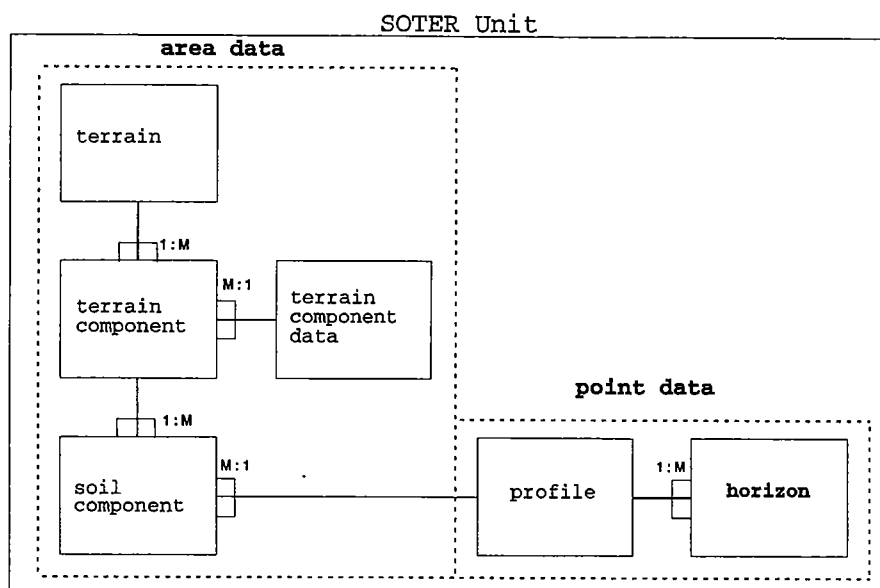 SOTER Unit
area data
terrain
1:M
terrain
component
M:1
terrain
component
data
1:M
soil
component
M:1
point data
profile
1:M
horizon